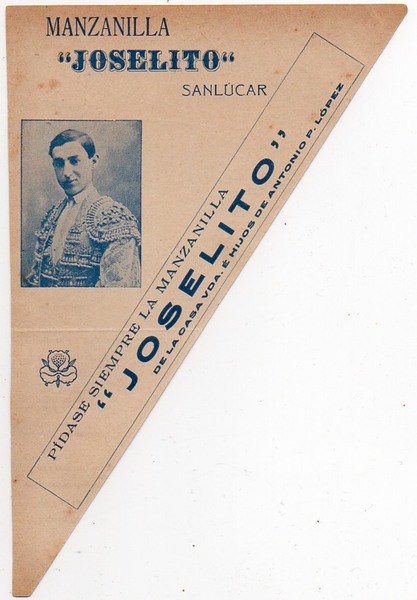 MANZANILLA
"JOSELITO"
SANLÚCAR
PÍDASE SIEMPRE LA MANZANILLA
"JOSELITO"
DE LA CASA VDA. É HIJOS DE ANTONIO P. LÓPEZ